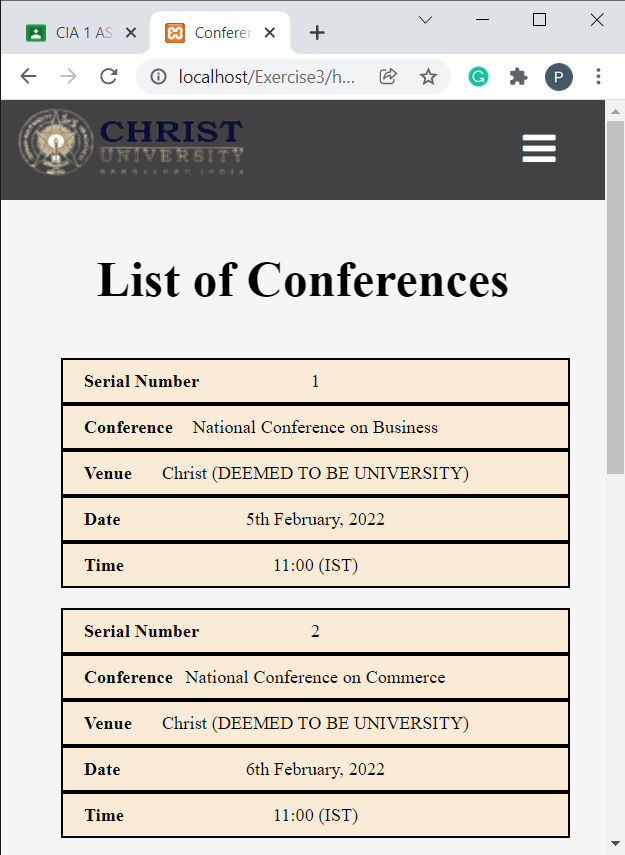 CIA 1 AS
Conferen
localhost/Exercise3/h...
P
CHRIST
UNIVERSITY
BENGALURU, INDIA
List of Conferences
Serial Number 1
Conference National Conference on Business
Venue Christ (DEEMED TO BE UNIVERSITY)
Date 5th February, 2022
Time 11:00 (IST)
Serial Number 2
Conference National Conference on Commerce
Venue Christ (DEEMED TO BE UNIVERSITY)
Date 6th February, 2022
Time 11:00 (IST)